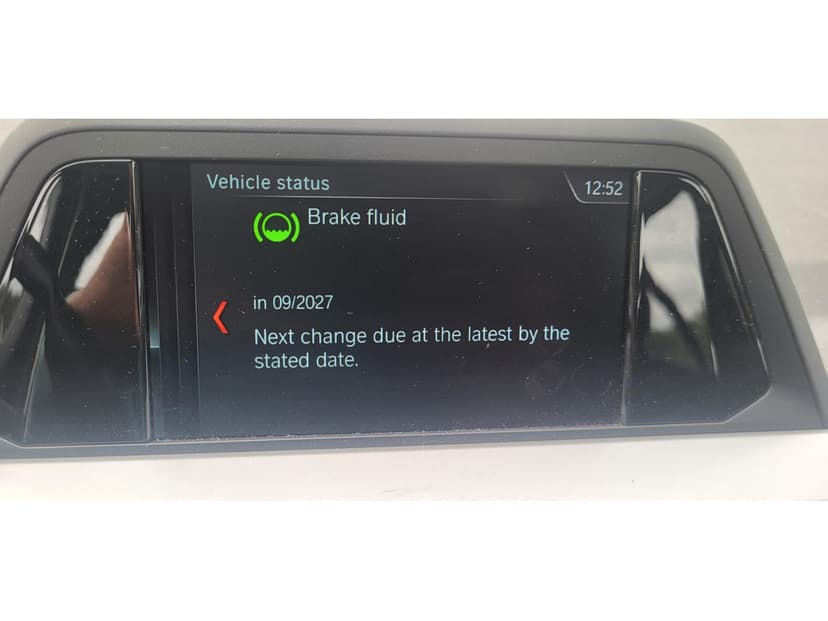 Vehicle status
12:52
Brake fluid
in 09/2027
Next change due at the latest by the
stated date.